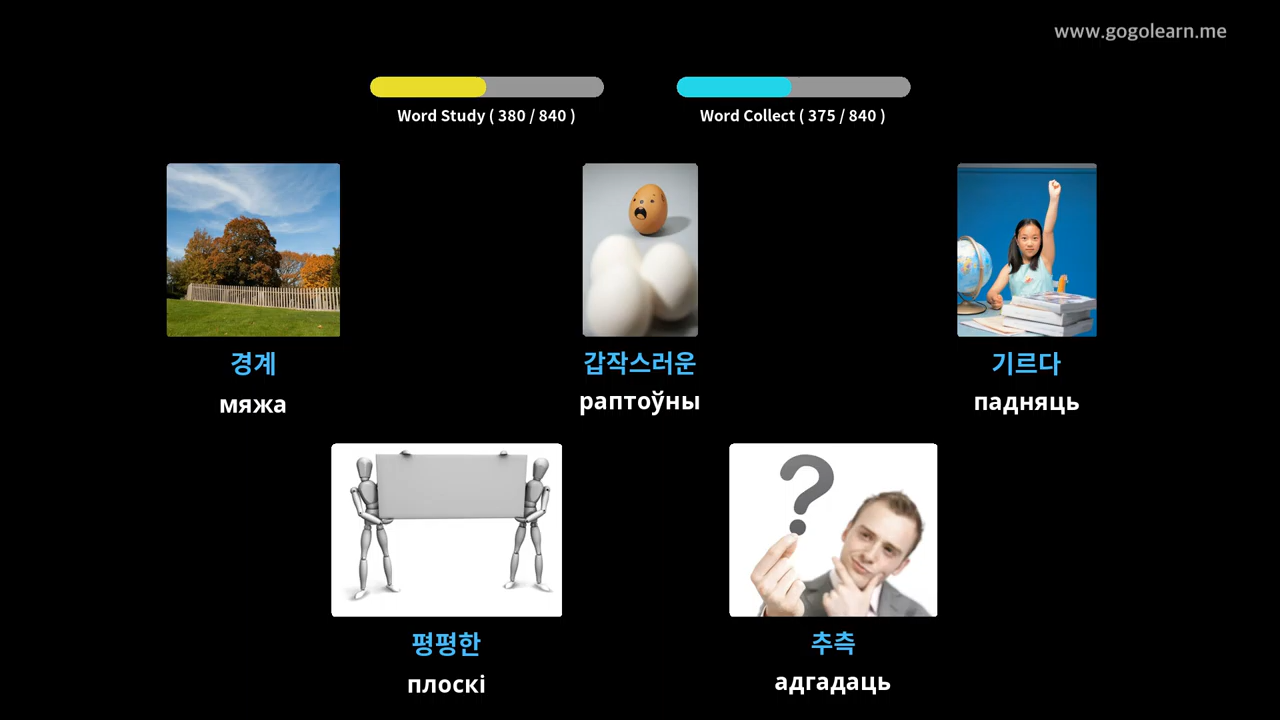 www.gogolearn.me
Word Study ( 380 / 840 )
Word Collect ( 375 / 840 )
경계
мяжа
갑작스러운
раптоўны
기르다
падняць
평평한
плоскі
추측
адгадаць